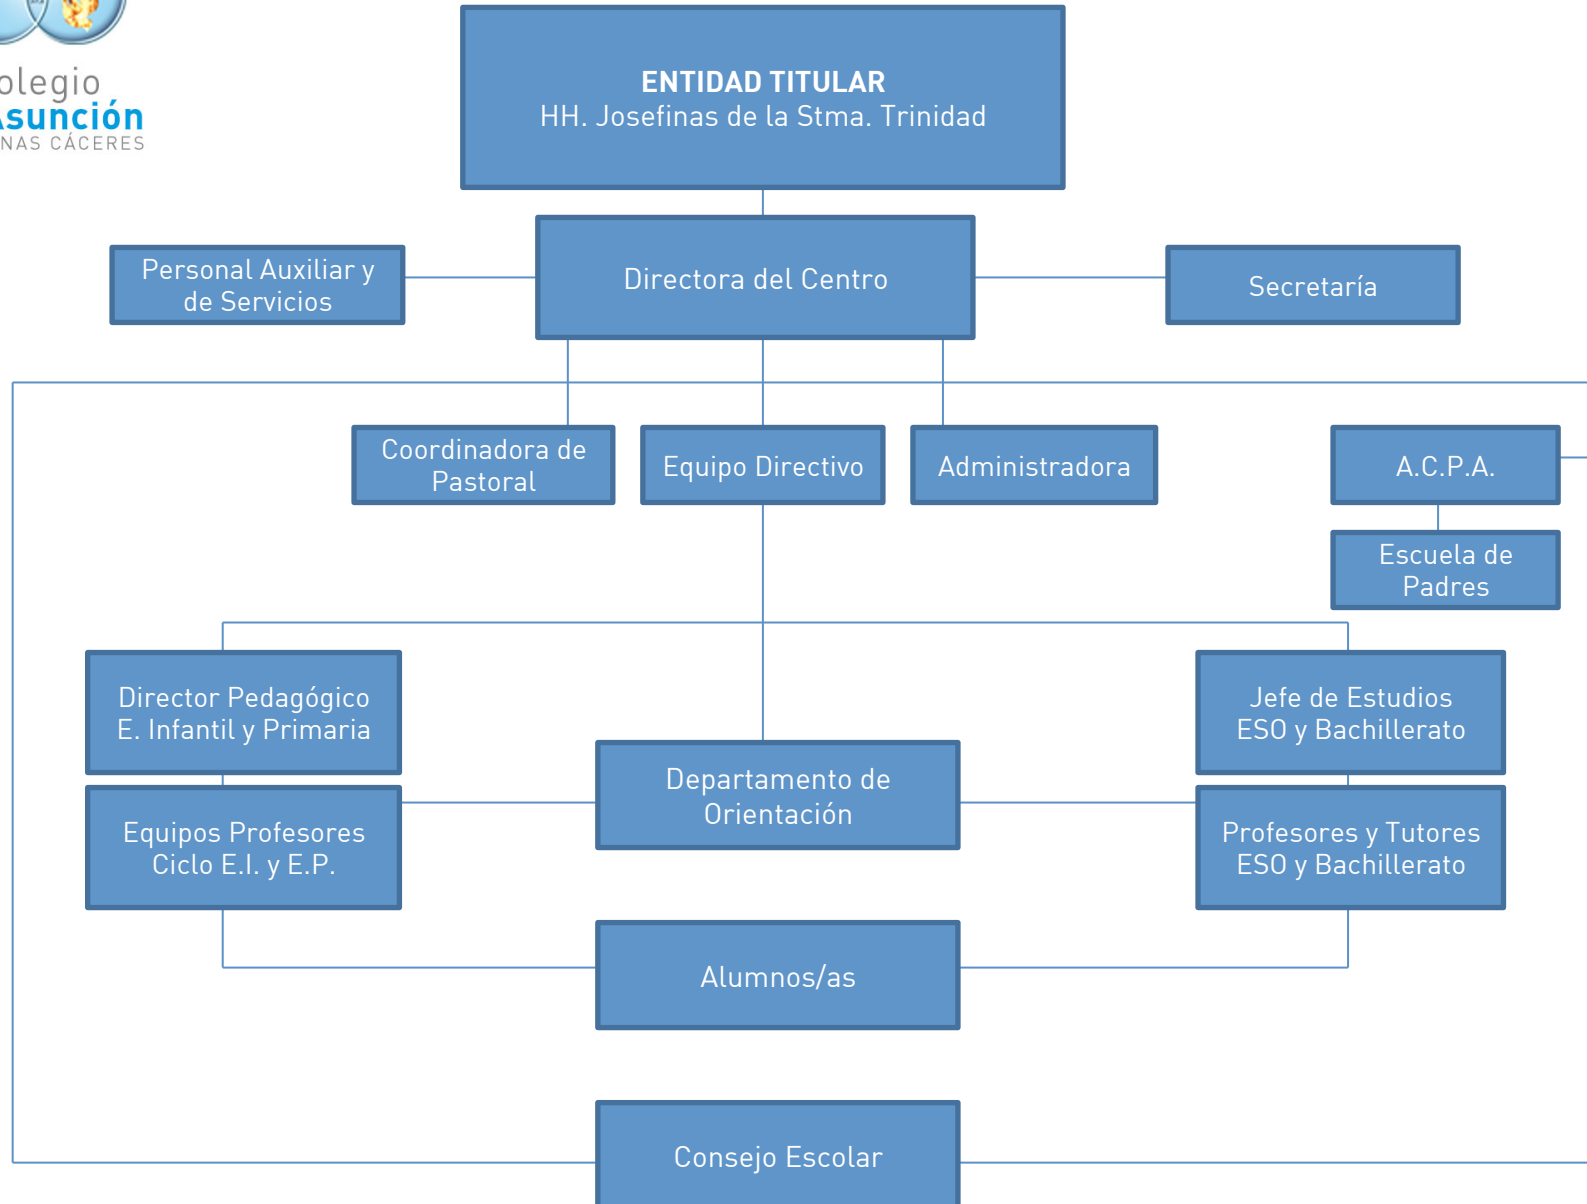 olegio
Asunción
NAS CÁCERES
ENTIDAD TITULAR
HH. Josefinas de la Stma. Trinidad
Personal Auxiliar y
de Servicios
Directora del Centro
Secretaría
Coordinadora de
Pastoral
Equipo Directivo
Administradora
A.C.P.A.
Escuela de
Padres
Director Pedagógico
E. Infantil y Primaria
Jefe de Estudios
ESO y Bachillerato
Departamento de
Orientación
Equipos Profesores
Ciclo E.I. y E.P.
Profesores y Tutores
ESO y Bachillerato
Alumnos/as
Consejo Escolar